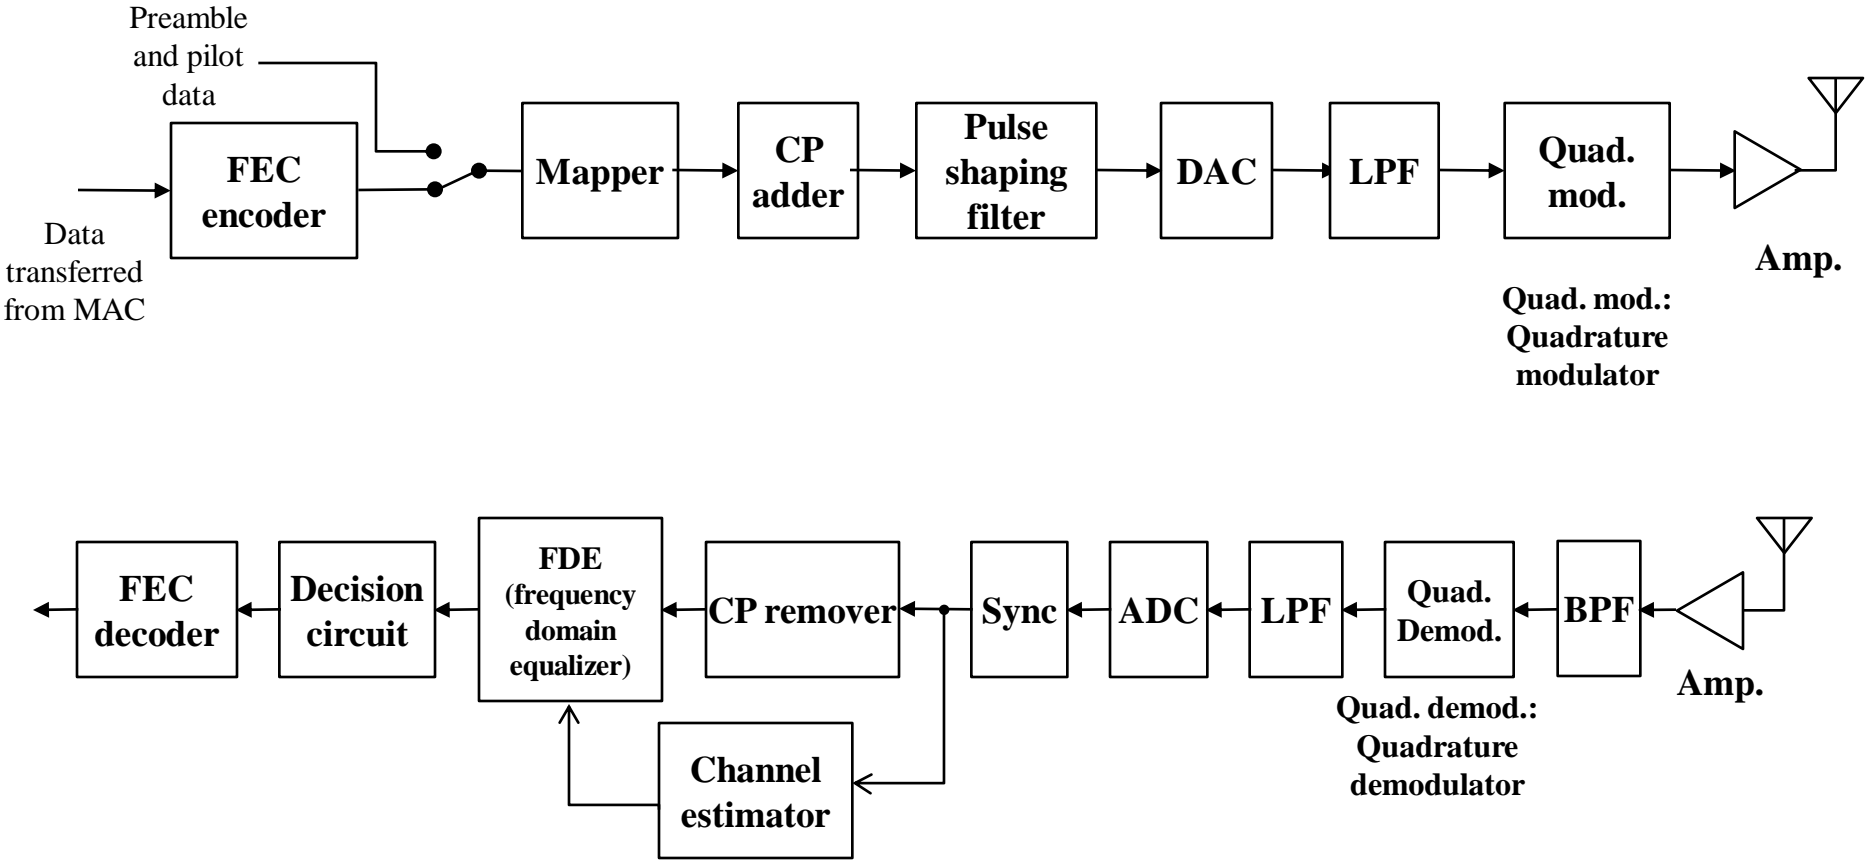 Preamble
and pilot
data
FEC
encoder
Data
transferred
from MAC
Mapper
CP
adder
Pulse
shaping
filter
DAC
LPF
Quad.
mod.
Amp.
Quad. mod.:
Quadrature
modulator
FEC
decoder
Decision
circuit
FDE
(frequency
domain
equalizer)
CP remover
Sync
ADC
LPF
Quad.
Demod.
BPF
Amp.
Quad. demod.:
Quadrature
demodulator
Channel
estimator